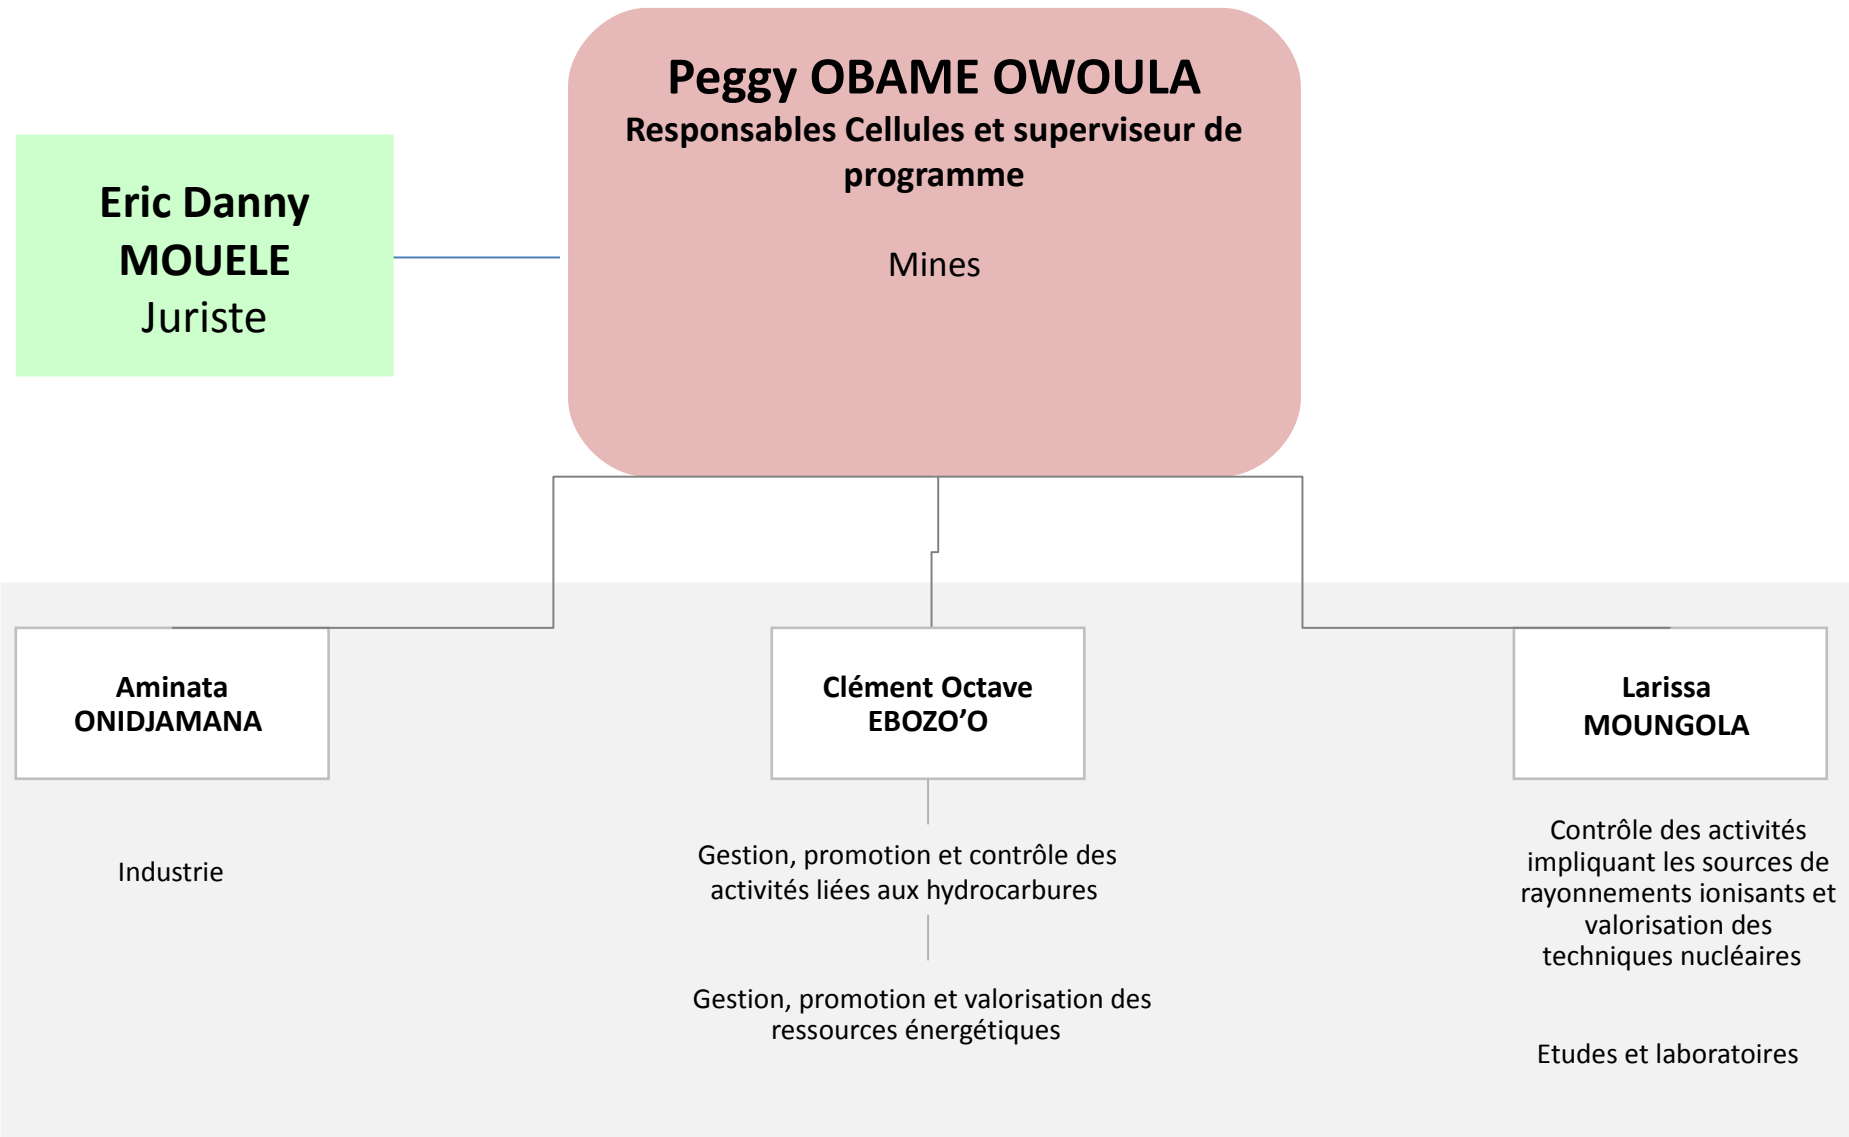 Peggy OBAME OWOULA
Responsables Cellules et superviseur de
programme
Mines
Eric Danny
MOUELE
Juriste
Aminata
ONIDJAMANA
Industrie
Clément Octave
EBOZO’O
Gestion, promotion et contrôle des
activités liées aux hydrocarbures
Gestion, promotion et valorisation des
ressources énergétiques
Larissa
MOUNGOLA
Contrôle des activités
impliquant les sources de
rayonnements ionisants et
valorisation des
techniques nucléaires
Etudes et laboratoires